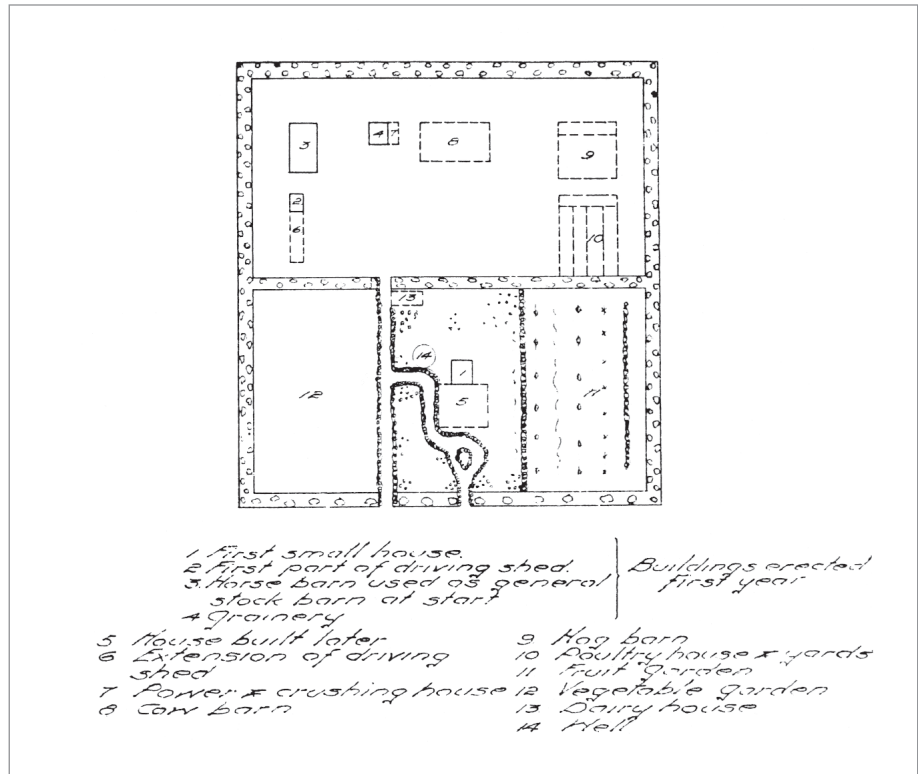 3
4
7
8
9
2
6
10
13
14
1
5
12
11
1 First small house.
2 First part of driving shed.
3. Horse barn used as general
stock barn at start
4 Grainery
Buildings erected
first year
5 House built later
6 Extension of driving
shed
7 Power & crushing house
8 Cow barn
9 Hog barn
10 Poultry house & yards
11 Fruit garden
12 Vegetable garden
13 Dairy house
14 Well